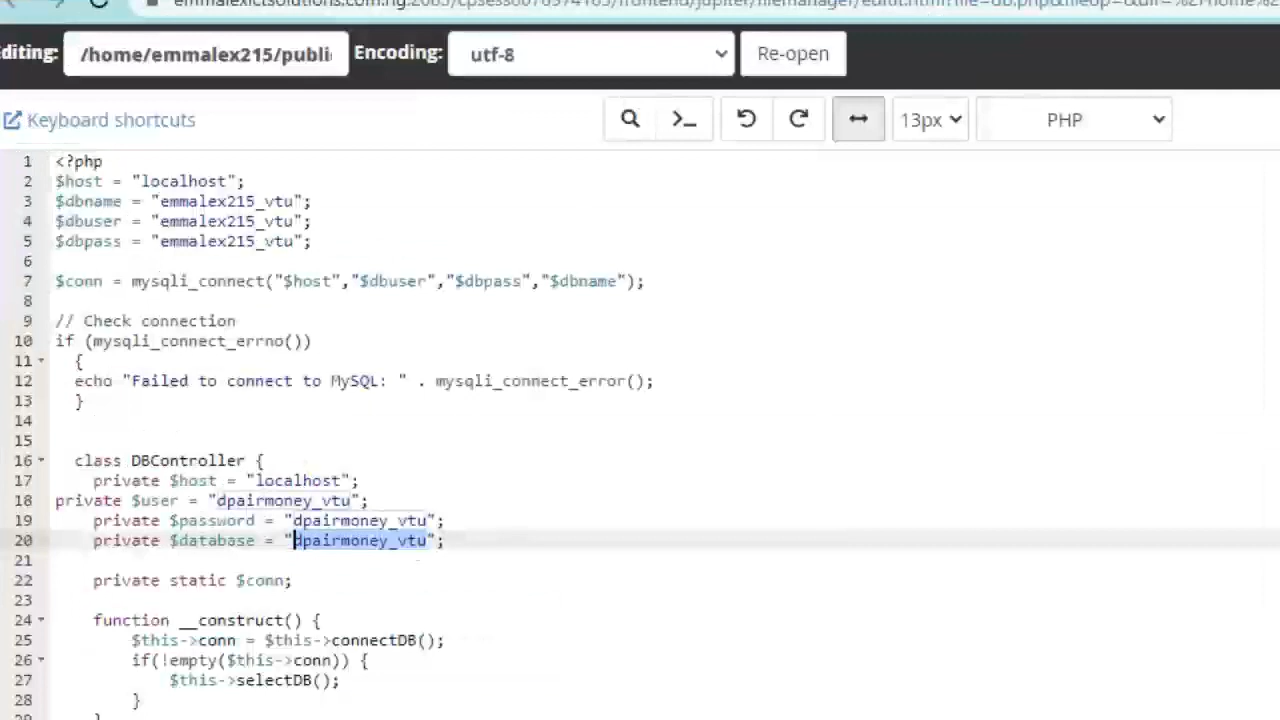 Editing: /home/emmalex215/publi Encoding: utf-8 Re-open
Keyboard shortcuts 13px PHP
1 <?php
2 $host = "localhost";
3 $dbname = "emmalex215_vtu";
4 $dbuser = "emmalex215_vtu";
5 $dbpass = "emmalex215_vtu";
6
7 $conn = mysqli_connect("$host","$dbuser","$dbpass","$dbname");
8
9 // Check connection
10 if (mysqli_connect_errno())
11 {
12 echo "Failed to connect to MySQL: " . mysqli_connect_error();
13 }
14
15
16 class DBController {
17 private $host = "localhost";
18 private $user = "dpairmoney_vtu";
19 private $password = "dpairmoney_vtu";
20 private $database = "dpairmoney_vtu";
21
22 private static $conn;
23
24 function __construct() {
25 $this->conn = $this->connectDB();
26 if(!empty($this->conn)) {
27 $this->selectDB();
28 }
29 }